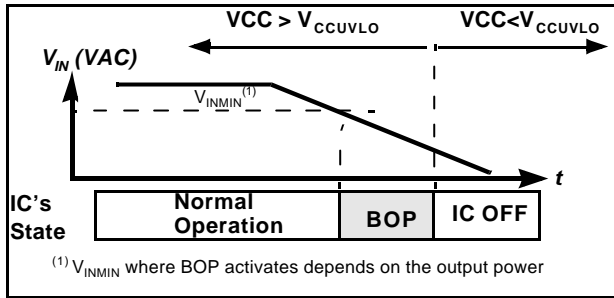 VCC > VCCUVLO VCC<VCCUVLO
VIN (VAC)
VINMIN(1)
t
IC's State
Normal Operation
BOP
IC OFF
(1) VINMIN where BOP activates depends on the output power